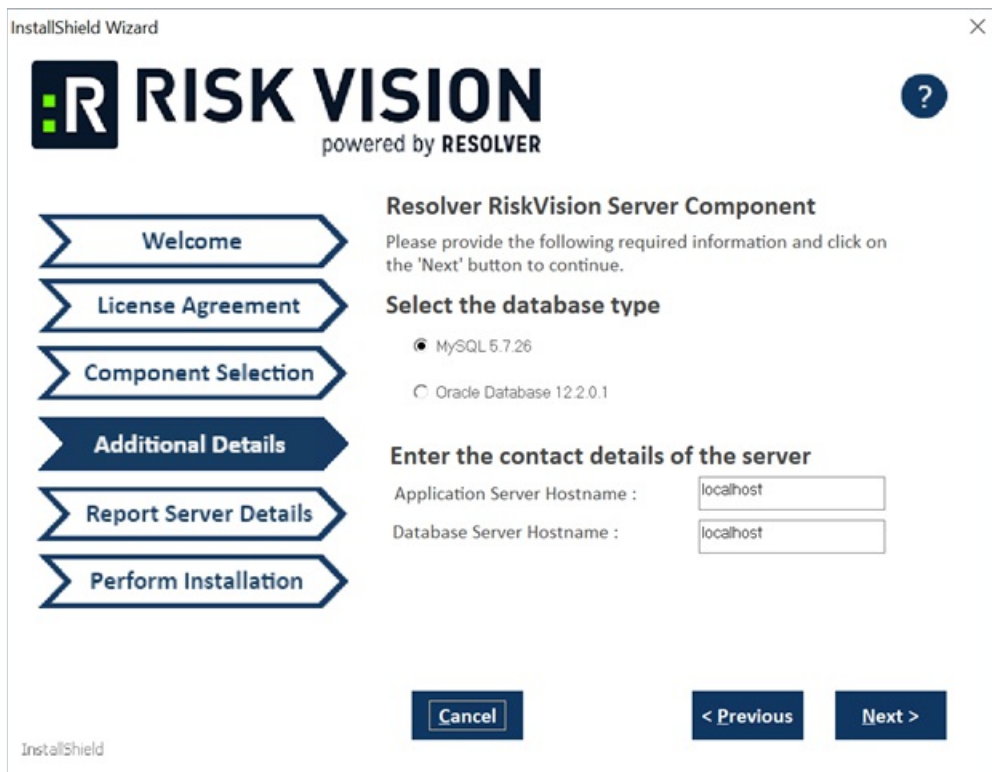 InstallShield Wizard
:R RISK VISION
powered by RESOLVER
?
Welcome
License Agreement
Component Selection
Additional Details
Report Server Details
Perform Installation
Resolver RiskVision Server Component
Please provide the following required information and click on
the 'Next' button to continue.
Select the database type
MySQL 5.7.26
Oracle Database 12.2.0.1
Enter the contact details of the server
Application Server Hostname : localhost
Database Server Hostname : localhost
Cancel
< Previous
Next >
InstallShield